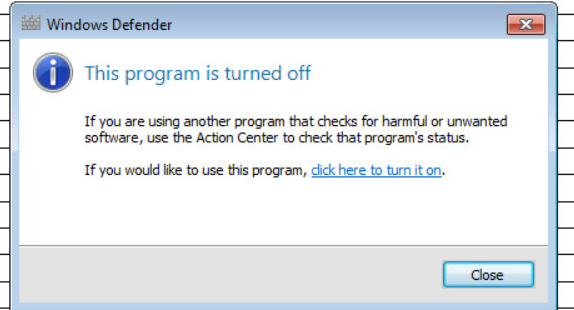 Windows Defender
This program is turned off
If you are using another program that checks for harmful or unwanted
software, use the Action Center to check that program's status.
If you would like to use this program, click here to turn it on.
Close